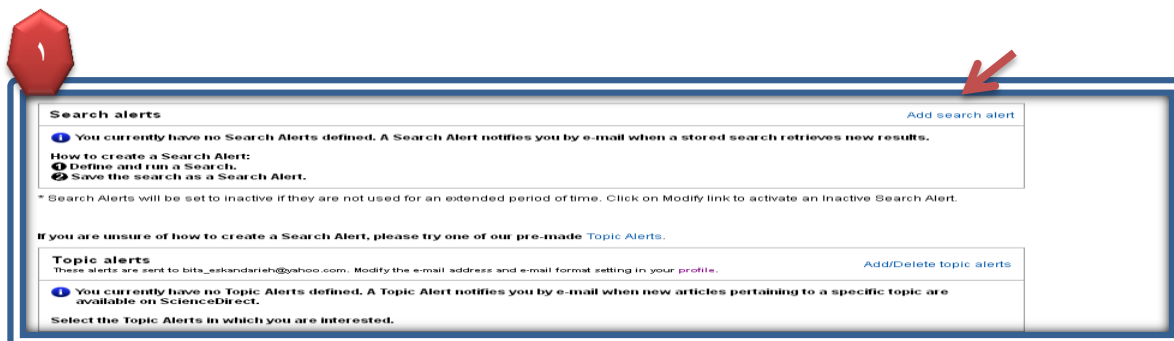 ١
Search alerts
Add search alert
You currently have no Search Alerts defined. A Search Alert notifies you by e-mail when a stored search retrieves new results.
How to create a Search Alert:
1 Define and run a Search.
2 Save the search as a Search Alert.
* Search Alerts will be set to inactive if they are not used for an extended period of time. Click on Modify link to activate an Inactive Search Alert.
If you are unsure of how to create a Search Alert, please try one of our pre-made Topic Alerts.
Topic alerts
Add/Delete topic alerts
These alerts are sent to bita_eskandarieh@yahoo.com. Modify the e-mail address and e-mail format setting in your profile.
You currently have no Topic Alerts defined. A Topic Alert notifies you by e-mail when new articles pertaining to a specific topic are
available on ScienceDirect.
Select the Topic Alerts in which you are interested.